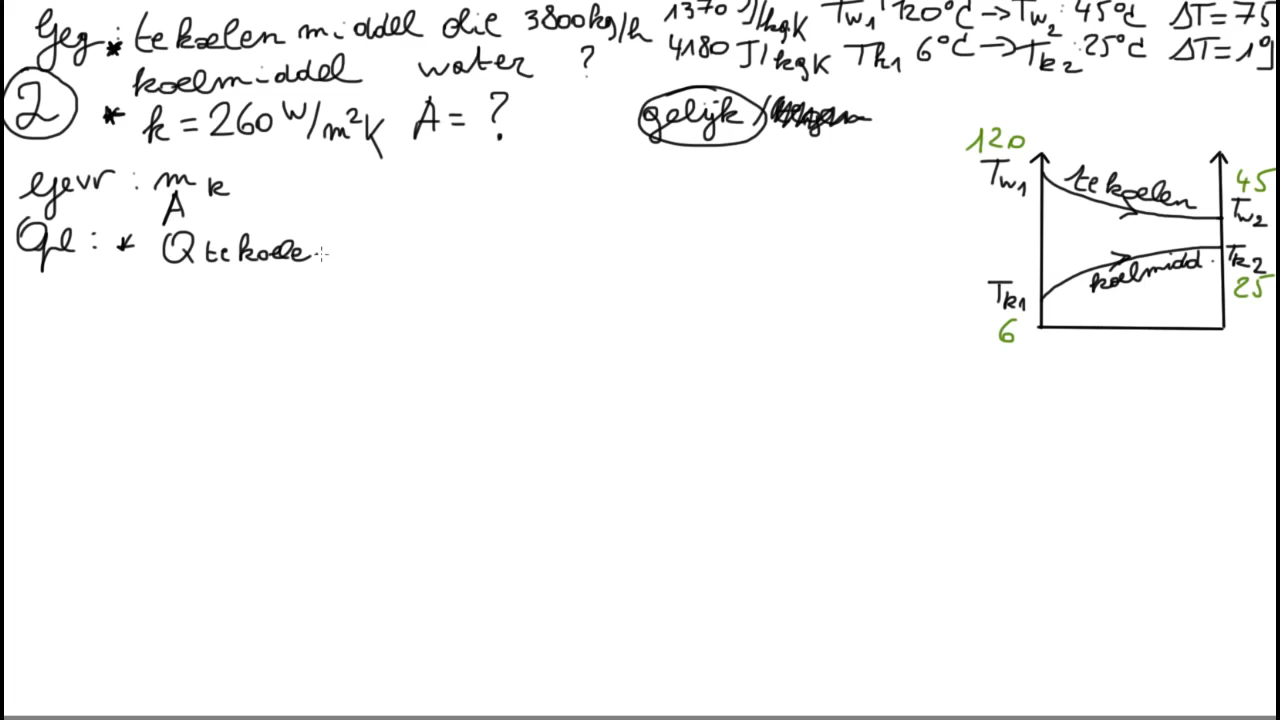 Geg: * te koelen middel olie 3800kg/h 1370 J/kgK Tw1 120°C → Tw2 : 45°C ΔT = 75
koelmiddel water ? 4180 J/kgK Tk1 6°C → Tk2 : 25°C ΔT = 19
2 * k = 260 W/m²K A = ? gelijk /
120
Tw1 te koelen 45
Tw2
gevr : m k
A
Opl : * Q te koele
Tk2
koelmidd. 25
Tk1
6